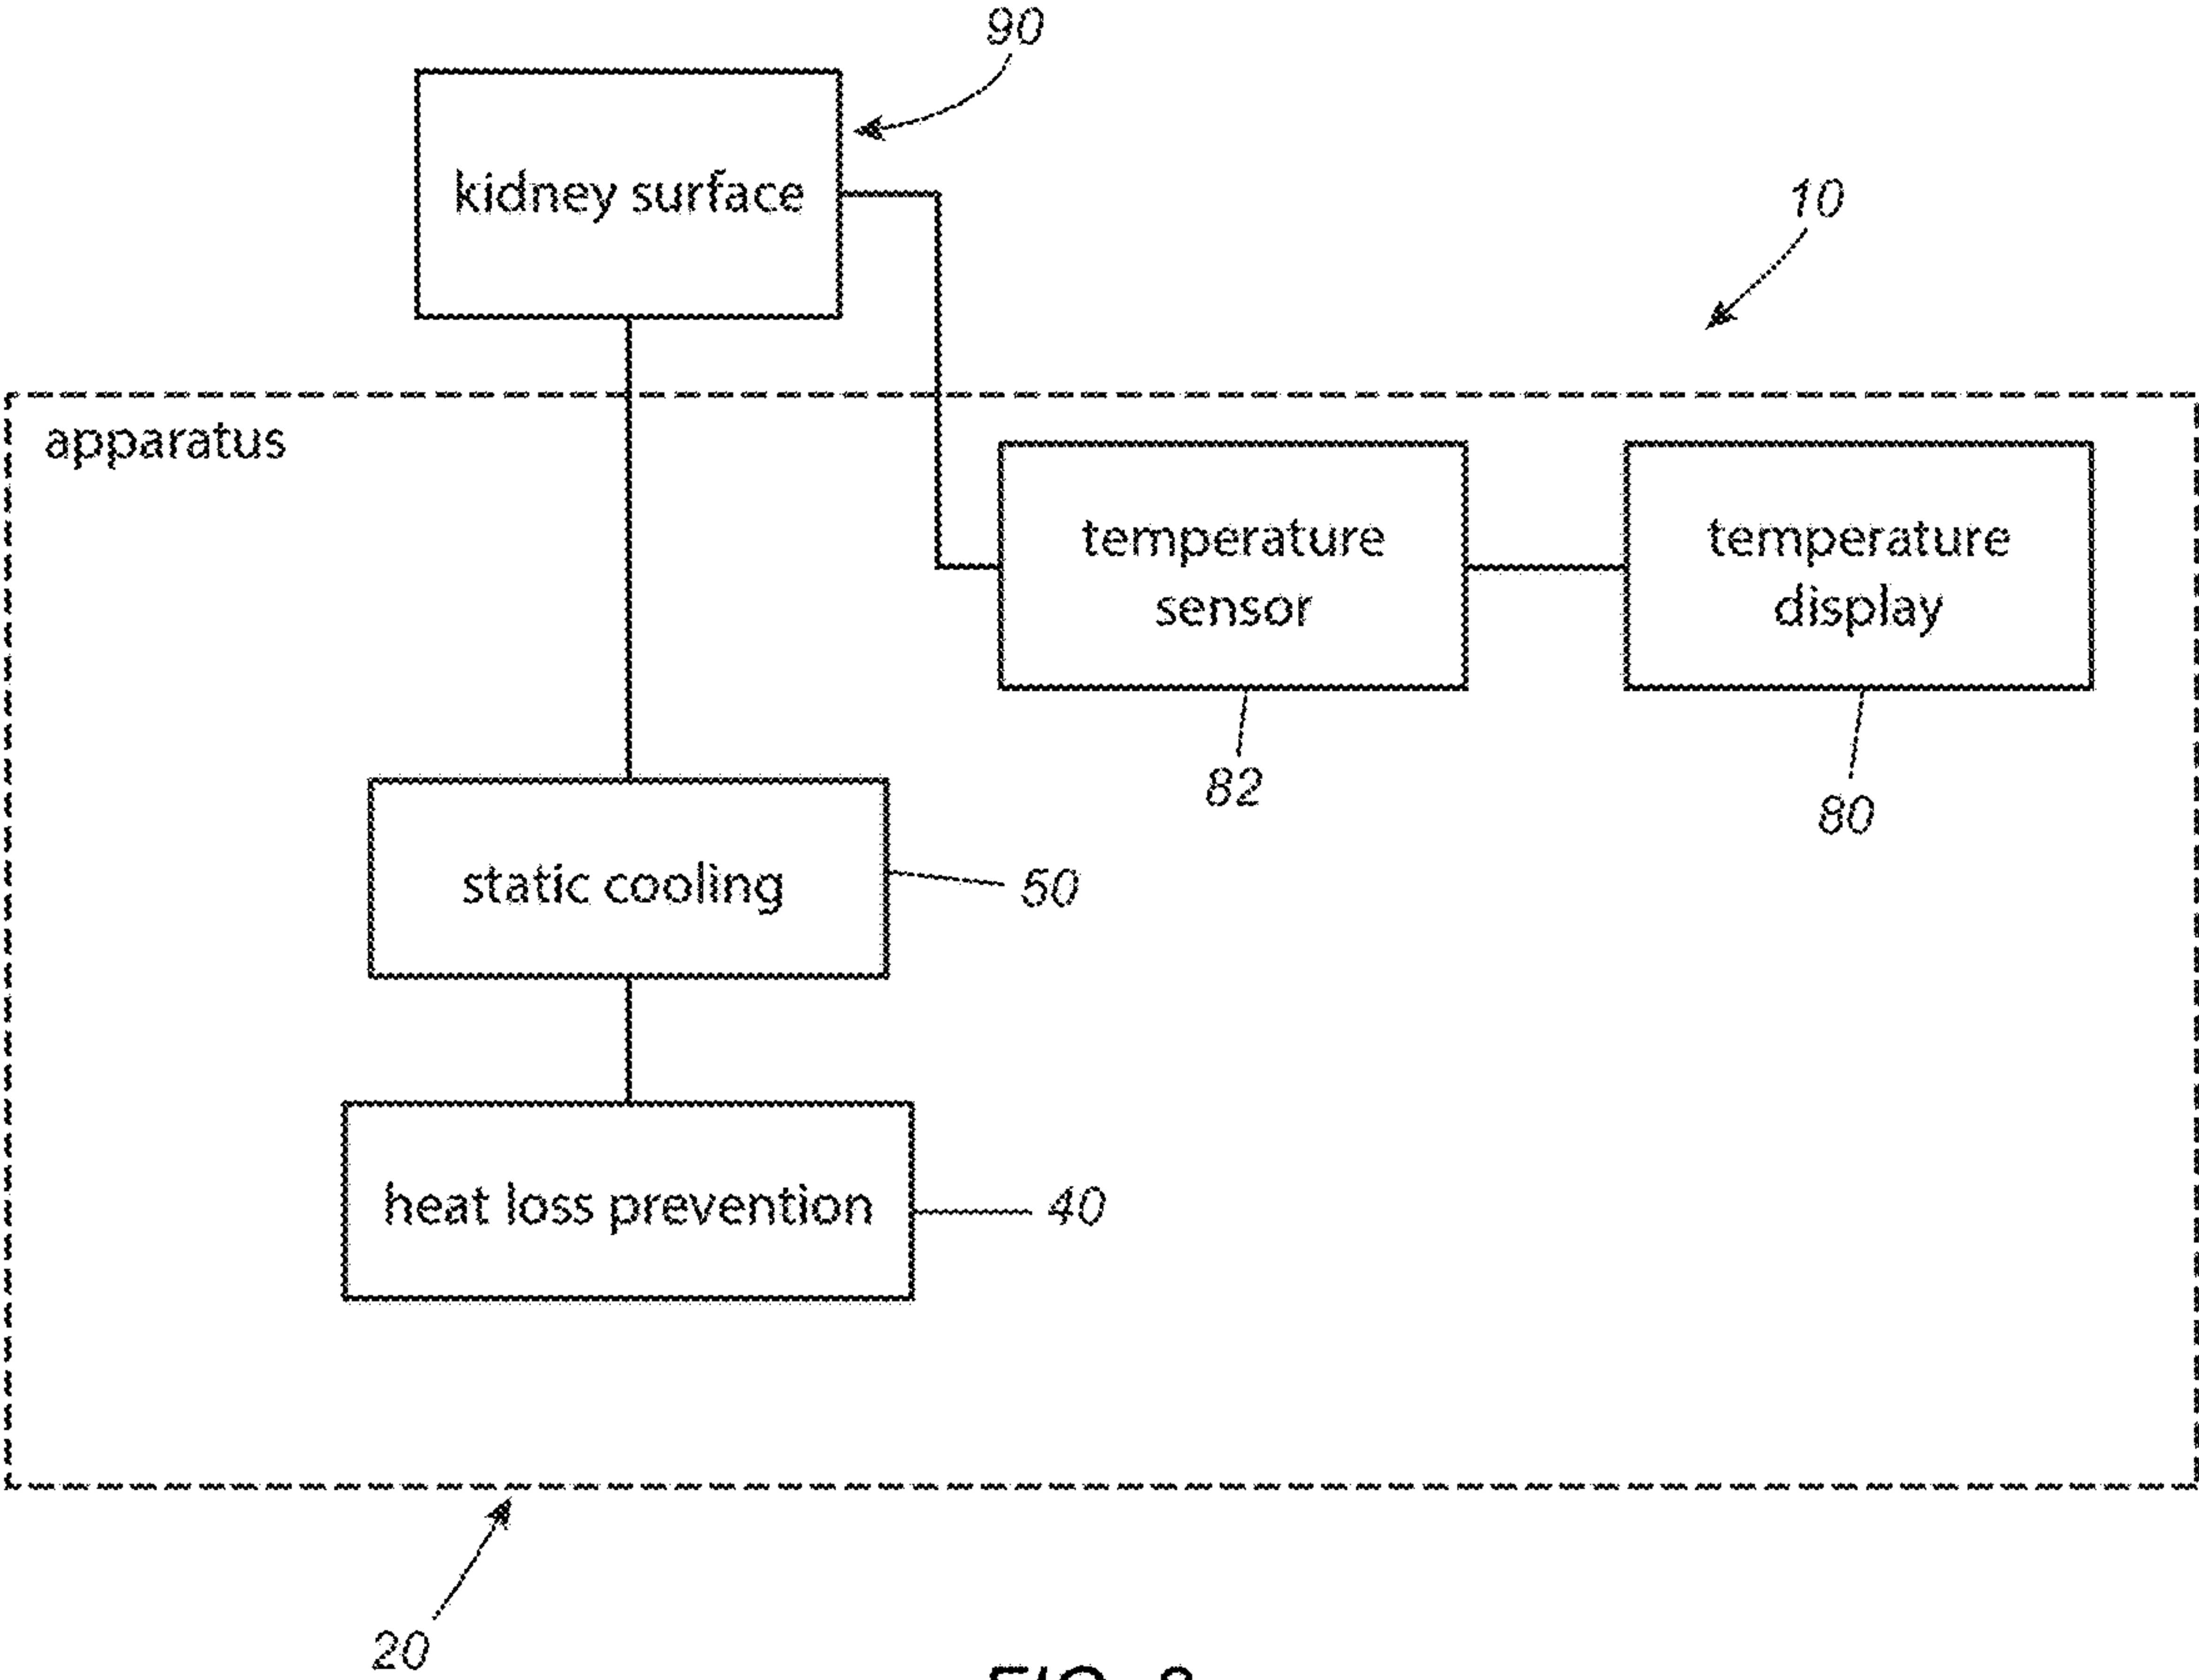 90
kidney surface
10
apparatus
temperature
sensor
temperature
display
82
80
static cooling
50
heat loss prevention
40
20
FIG.